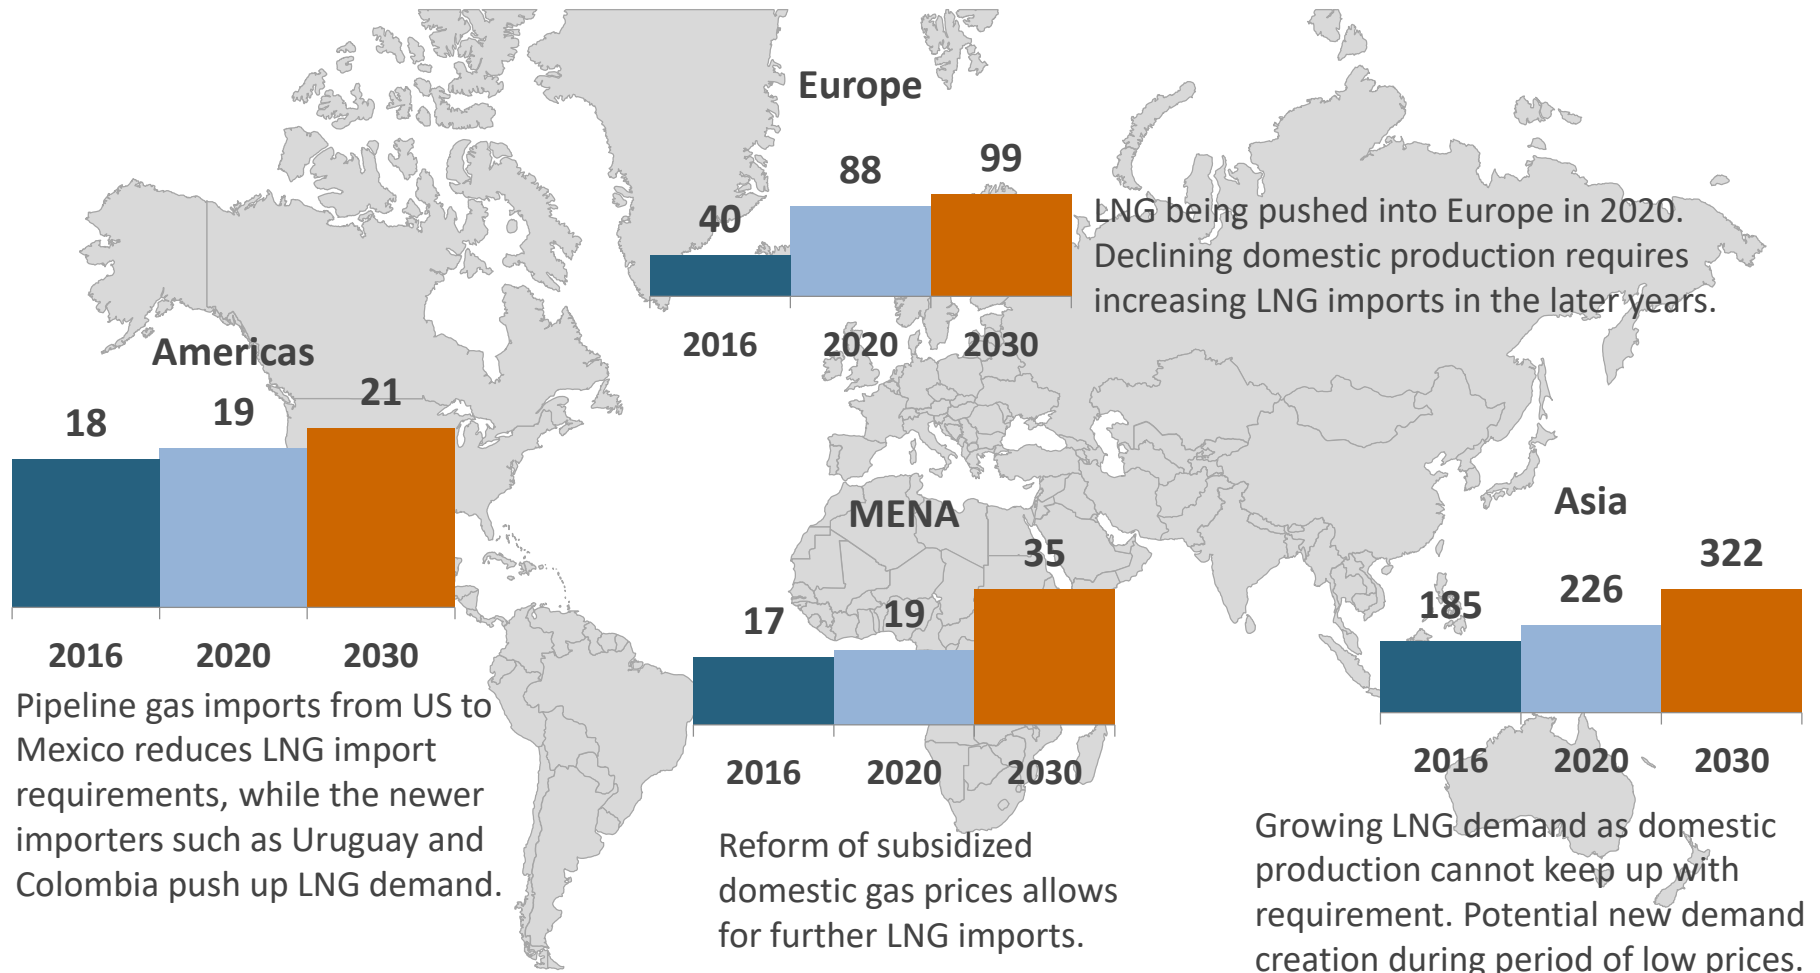 Europe
40 88 99
2016 2020 2030
LNG being pushed into Europe in 2020.
Declining domestic production requires
increasing LNG imports in the later years.
Americas
18 19 21
2016 2020 2030
Pipeline gas imports from US to
Mexico reduces LNG import
requirements, while the newer
importers such as Uruguay and
Colombia push up LNG demand.
MENA
17 19 35
2016 2020 2030
Reform of subsidized
domestic gas prices allows
for further LNG imports.
Asia
185 226 322
2016 2020 2030
Growing LNG demand as domestic
production cannot keep up with
requirement. Potential new demand
creation during period of low prices.